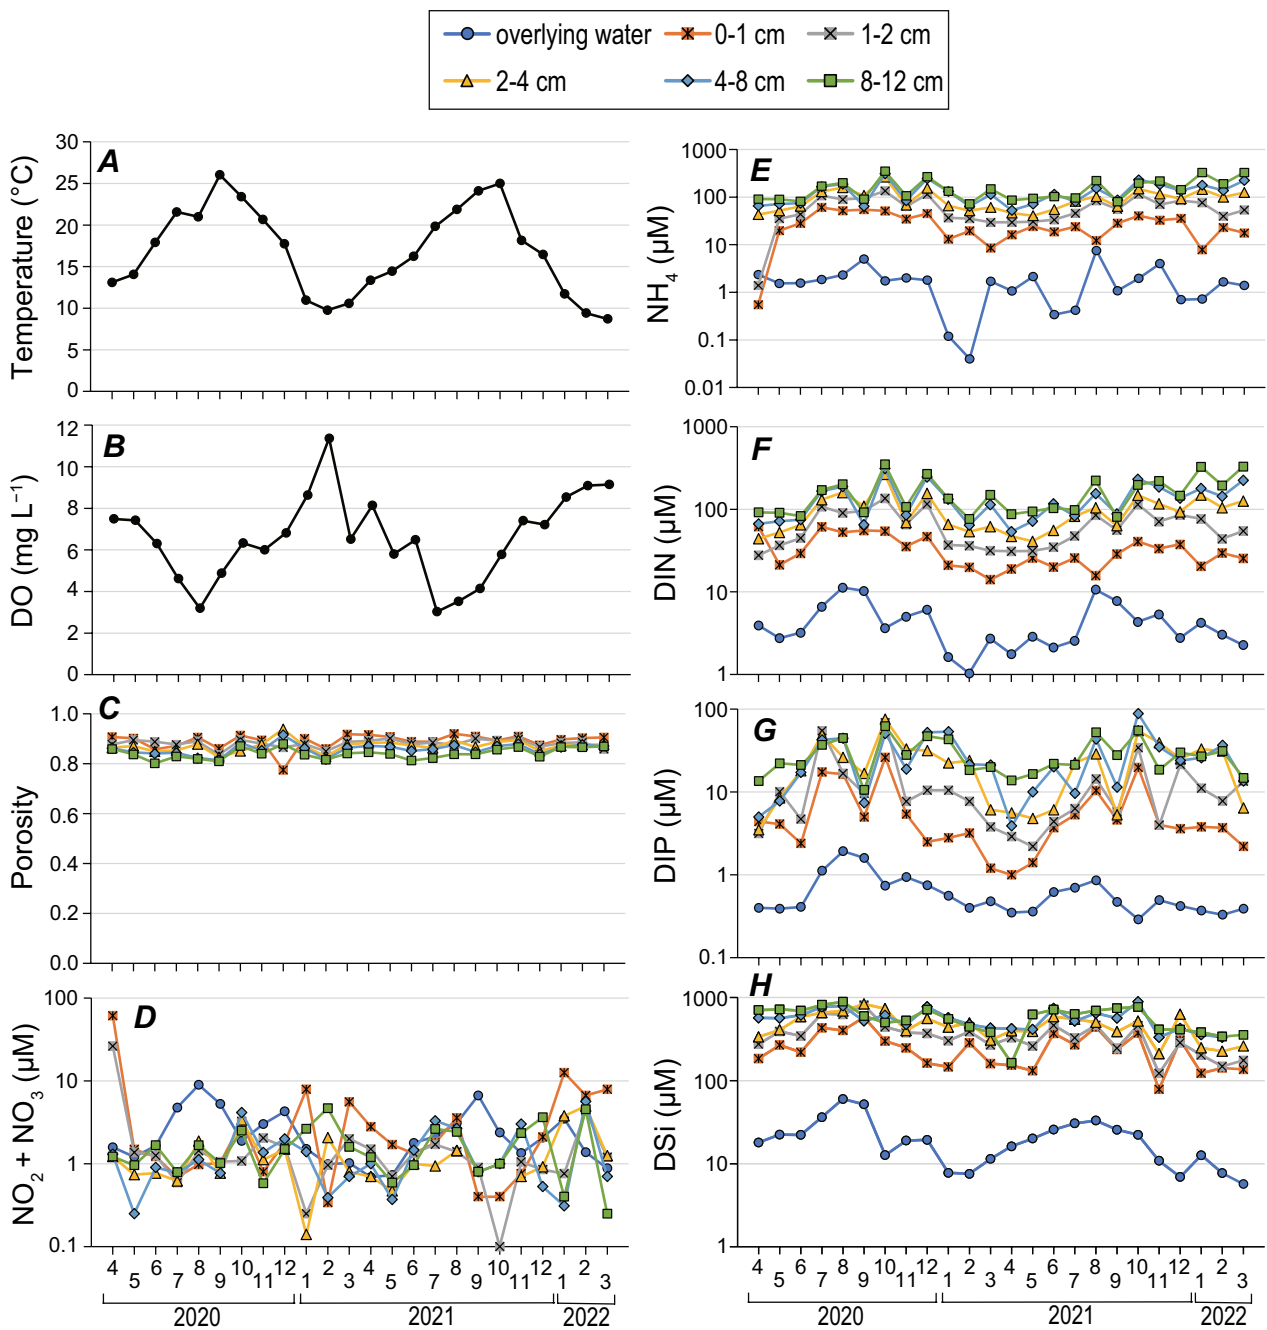 overlying water 0-1 cm 1-2 cm
2-4 cm 4-8 cm 8-12 cm
A
Temperature (°C)
30
25
20
15
10
5
0
B
DO (mg L⁻¹)
12
10
8
6
4
2
0
C
Porosity
1.0
0.8
0.6
0.4
0.2
0.0
D
NO₂ + NO₃ (µM)
100
10
1
0.1
4 5 6 7 8 9 10 11 12 1 2 3 4 5 6 7 8 9 10 11 12 1 2 3
2020 2021 2022
E
NH₄ (µM)
1000
100
10
1
0.1
0.01
F
DIN (µM)
1000
100
10
1
G
DIP (µM)
100
10
1
0.1
H
DSi (µM)
1000
100
10
1
4 5 6 7 8 9 10 11 12 1 2 3 4 5 6 7 8 9 10 11 12 1 2 3
2020 2021 2022